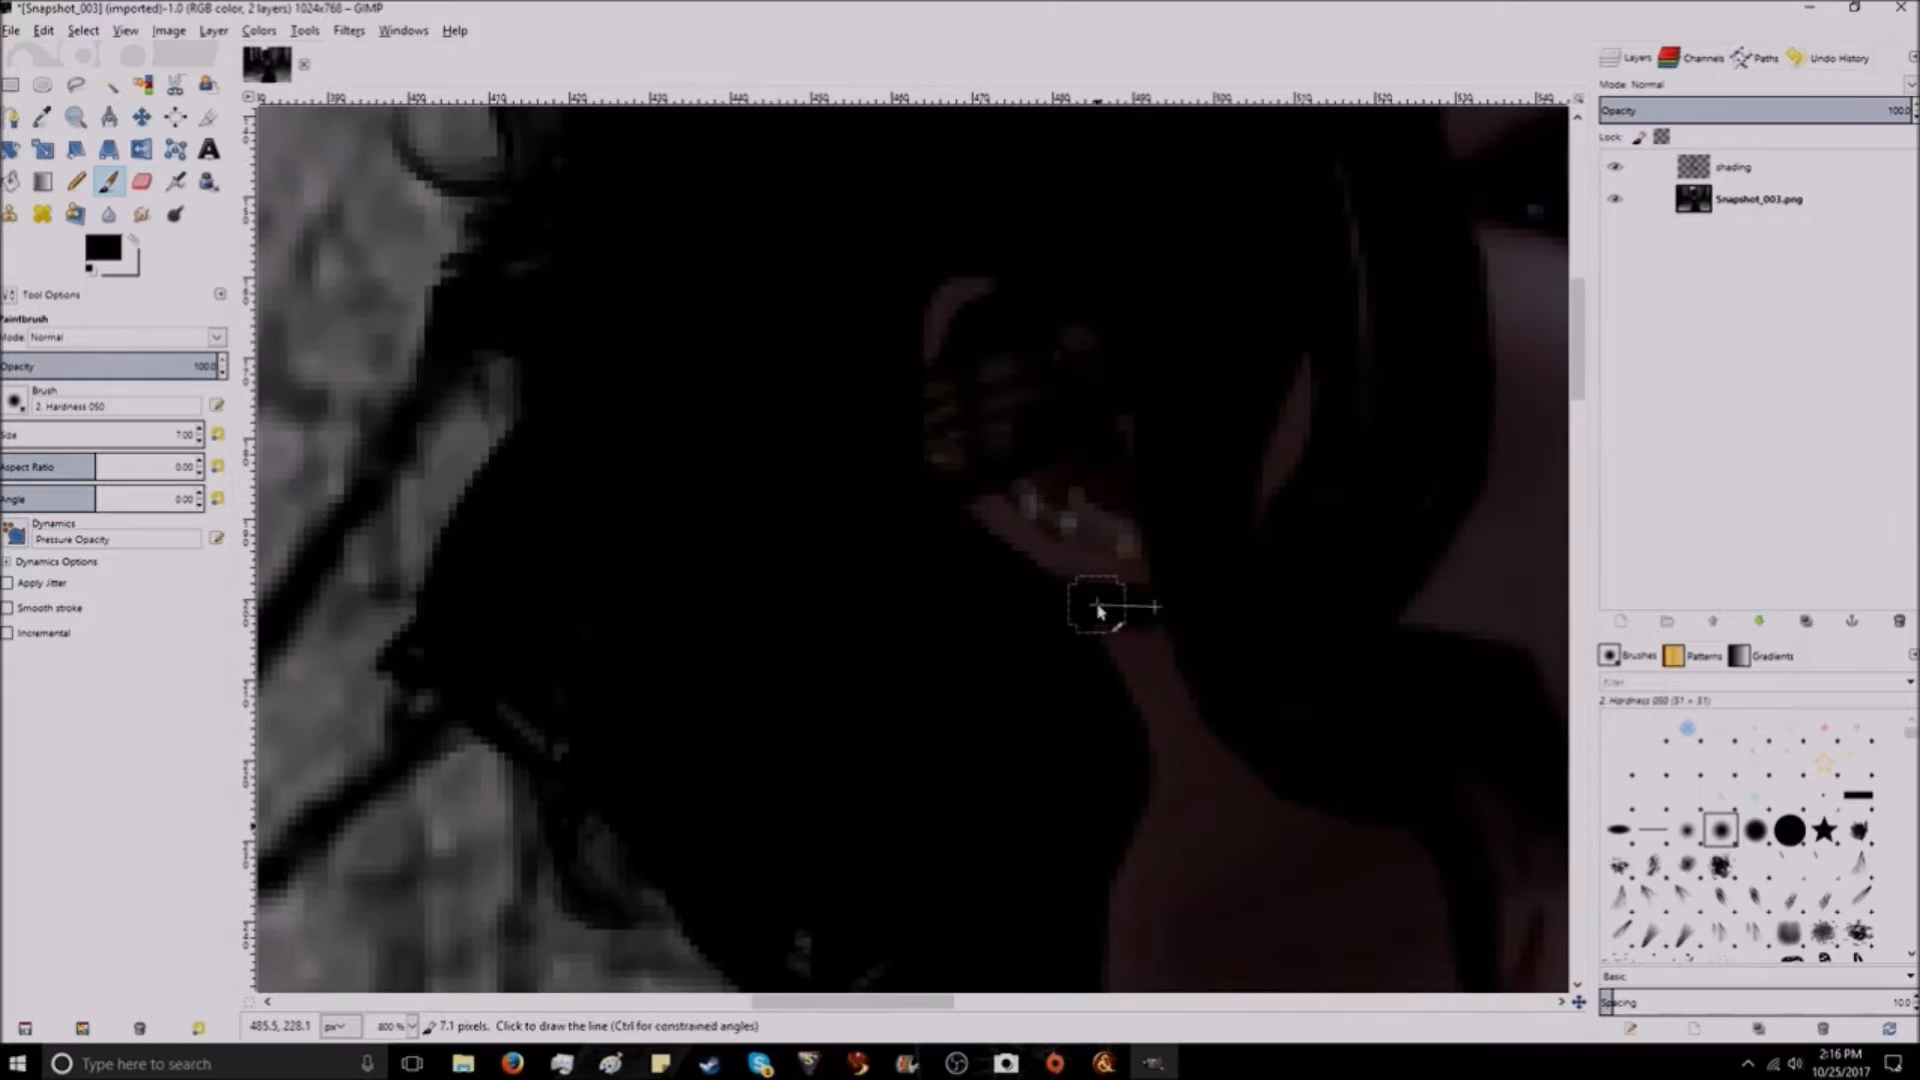 *[Snapshot_003] (imported)-1.0 (RGB color, 2 layers) 1024x768 – GIMP
File Edit Select View Image Layer Colors Tools Filters Windows Help
Layers Channels Paths Undo History
Mode: Normal
Opacity 100.0
Lock:
shading
Snapshot_003.png
Tool Options
Paintbrush
Mode: Normal
Opacity 100.0
Brush
2. Hardness 050
Size 7.00
Aspect Ratio 0.00
Angle 0.00
Dynamics
Pressure Opacity
Dynamics Options
Apply Jitter
Smooth stroke
Incremental
Brushes Patterns Gradients
filter
2. Hardness 050 (51 × 51)
Basic
Spacing 10.0
485.5, 228.1 px 800 % 7.1 pixels. Click to draw the line (Ctrl for constrained angles)
Type here to search
2:16 PM
10/25/2017